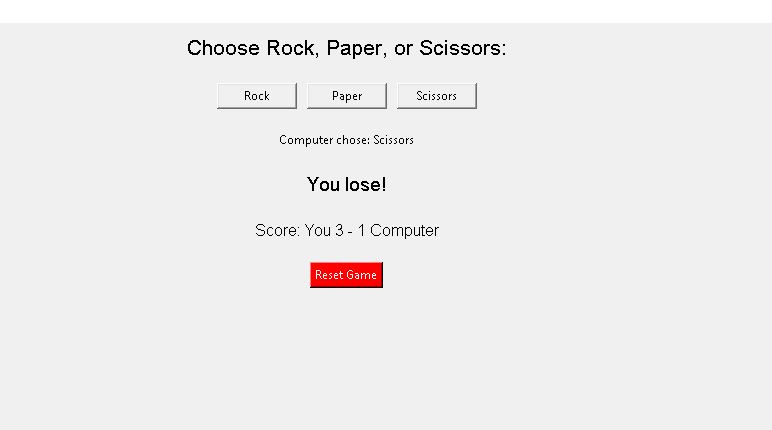 Choose Rock, Paper, or Scissors:
Rock Paper Scissors
Computer chose: Scissors
You lose!
Score: You 3 - 1 Computer
Reset Game